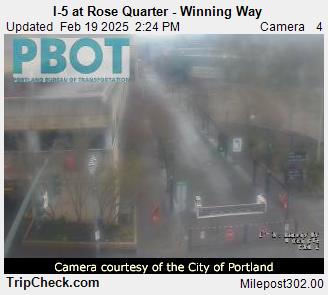 I-5 at Rose Quarter - Winning Way
Updated Feb 19 2025 2:24 PM Camera 4
PBOT
PORTLAND BUREAU OF TRANSPORTATION
Camera courtesy of the City of Portland
TripCheck.com Milepost302.00